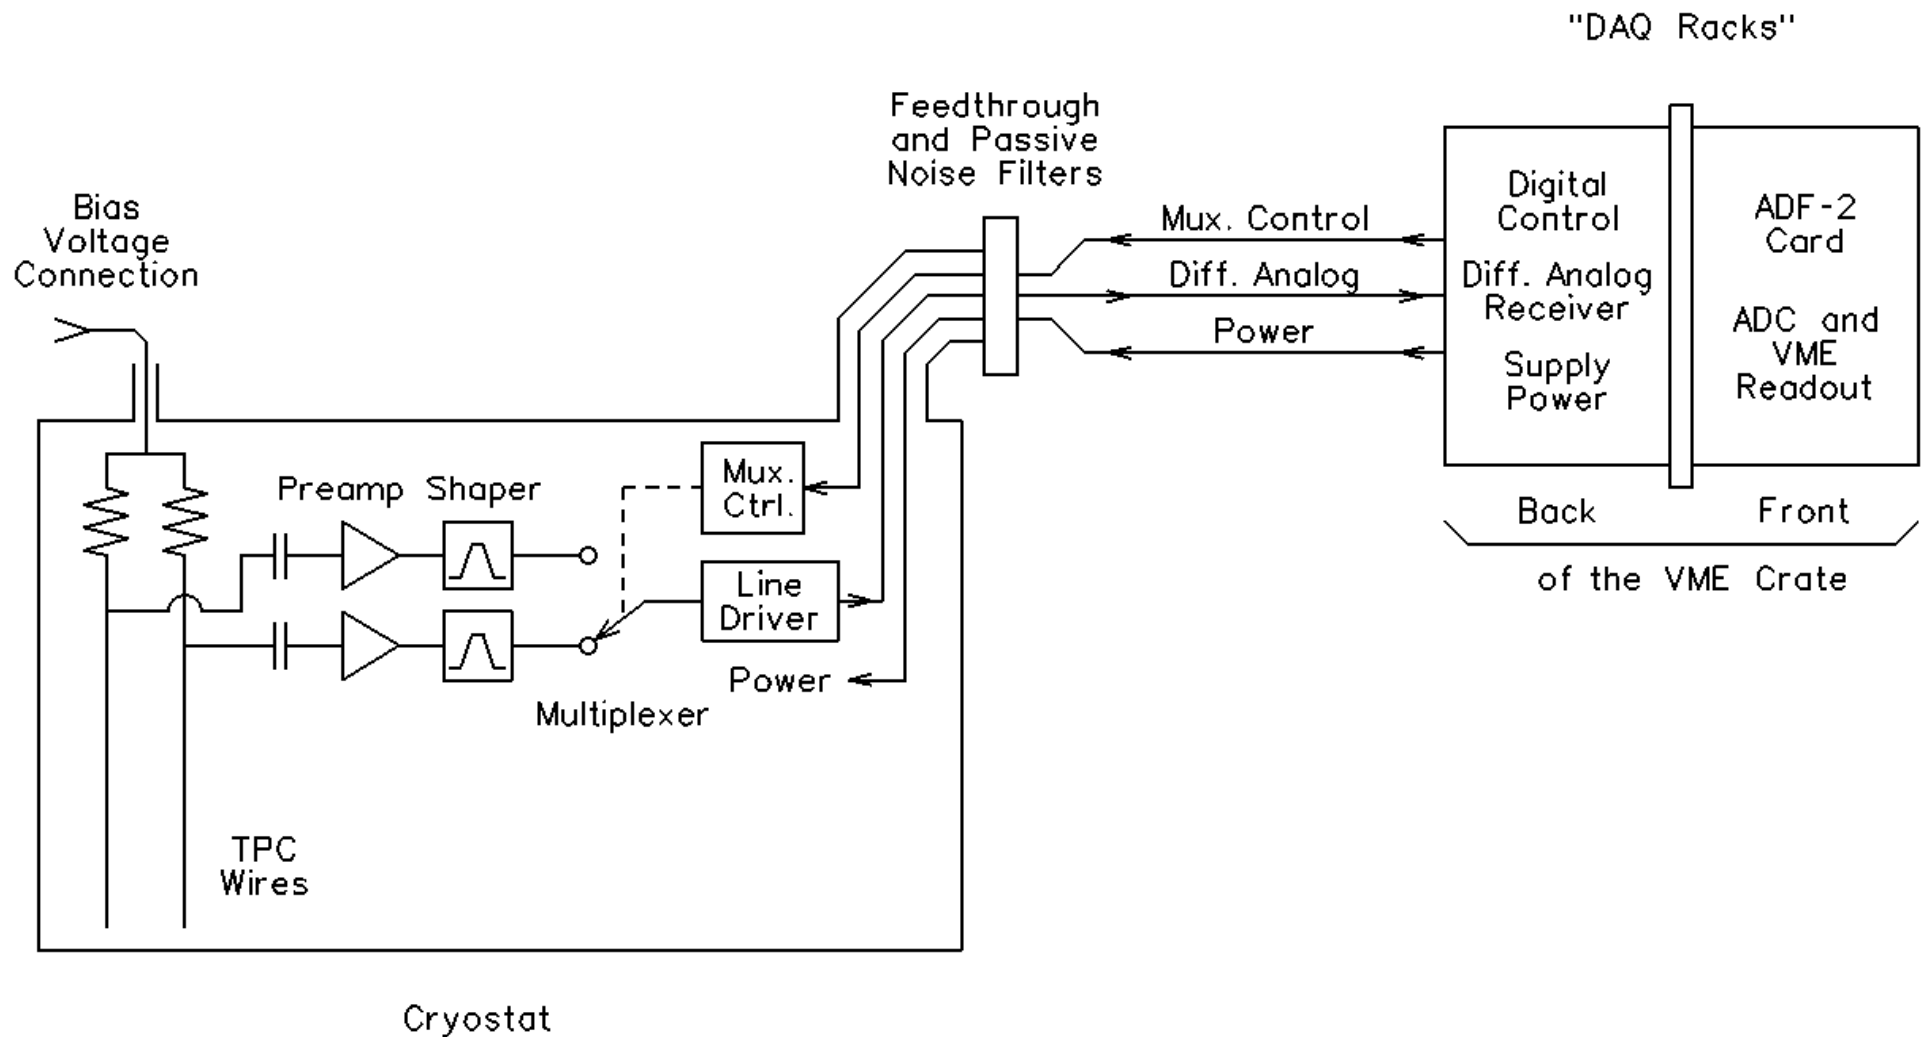 "DAQ Racks"
Feedthrough
and Passive
Noise Filters
Bias
Voltage
Connection
Mux. Control
Diff. Analog
Power
Digital
Control
Diff. Analog
Receiver
Supply
Power
ADF-2
Card
ADC and
VME
Readout
Back
Front
of the VME Crate
Preamp Shaper
Mux.
Ctrl.
Line
Driver
Power
Multiplexer
TPC
Wires
Cryostat